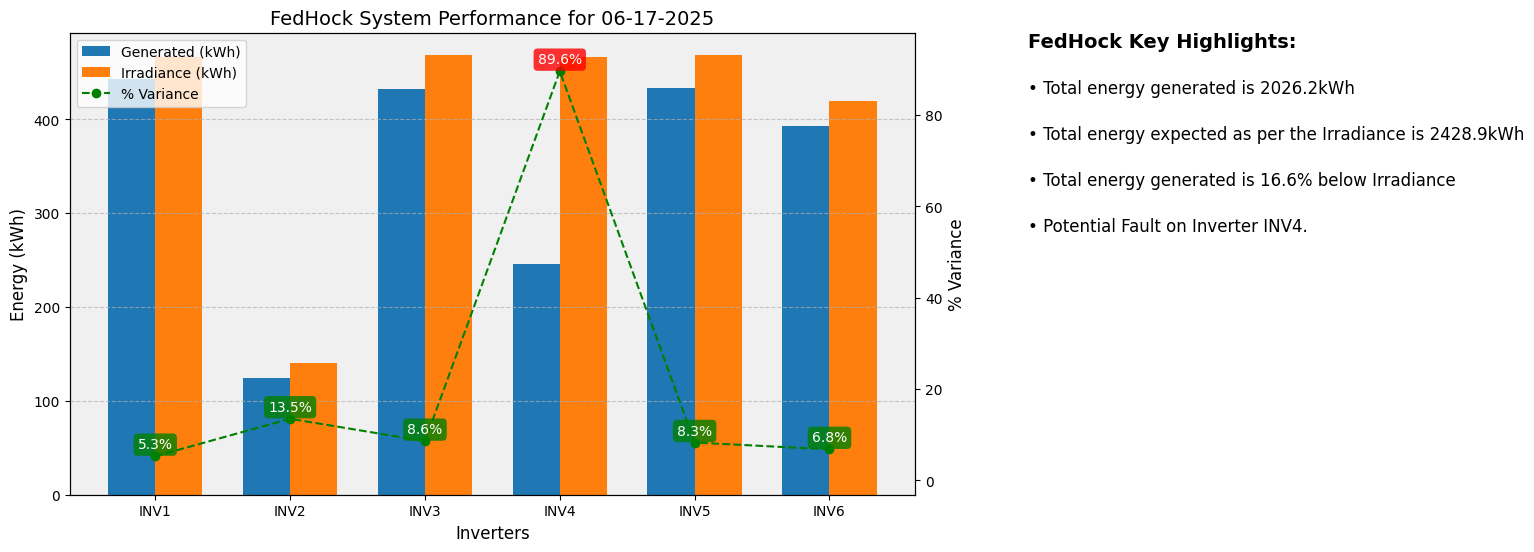 FedHock System Performance for 06-17-2025
Generated (kWh)
Irradiance (kWh)
% Variance
Energy (kWh)
400
300
200
100
0
5.3%
13.5%
8.6%
89.6%
8.3%
6.8%
80
60
40
20
0
% Variance
INV1
INV2
INV3
INV4
INV5
INV6
Inverters
FedHock Key Highlights:
• Total energy generated is 2026.2kWh
• Total energy expected as per the Irradiance is 2428.9kWh
• Total energy generated is 16.6% below Irradiance
• Potential Fault on Inverter INV4.